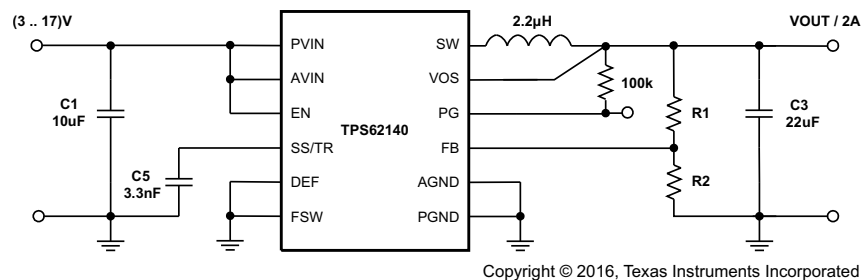 (3 .. 17)V
2.2µH
VOUT / 2A
PVIN
SW
AVIN
VOS
100k
C1
10uF
EN
PG
R1
C3
22uF
TPS62140
SS/TR
FB
C5
3.3nF
DEF
AGND
R2
FSW
PGND
Copyright © 2016, Texas Instruments Incorporated